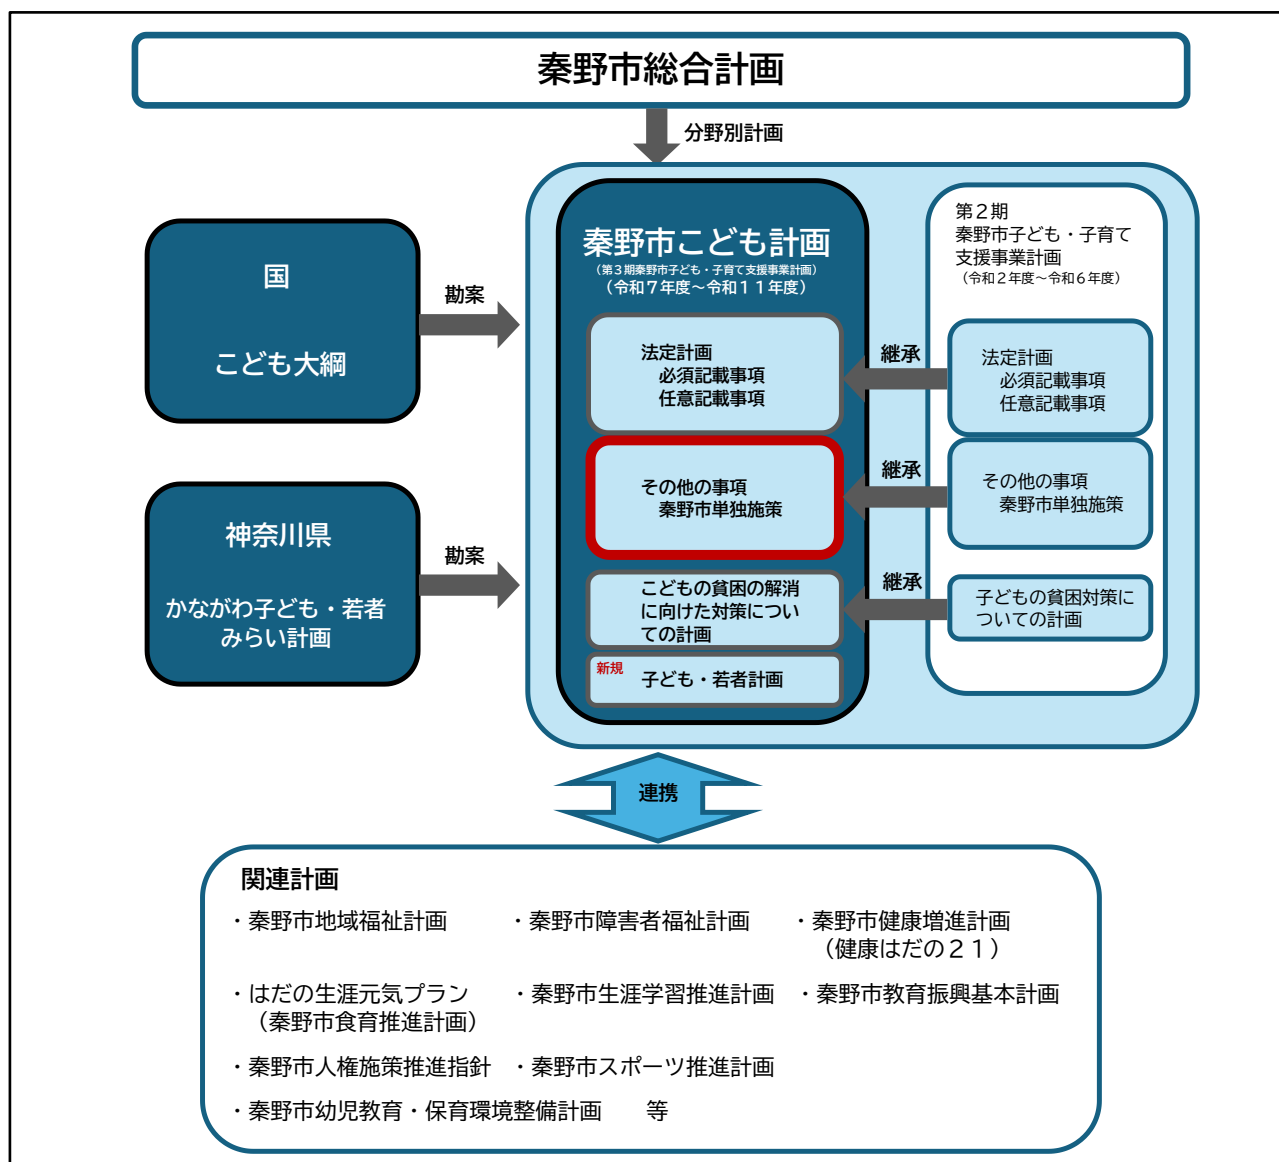 秦野市総合計画
分野別計画
国
こども大綱
勘案
神奈川県
かながわ子ども・若者
みらい計画
勘案
秦野市こども計画
（第３期秦野市子ども・子育て支援事業計画）
（令和７年度～令和１１年度）
法定計画
必須記載事項
任意記載事項
その他の事項
秦野市単独施策
こどもの貧困の解消
に向けた対策につい
ての計画
新規
子ども・若者計画
継承
継承
継承
第２期
秦野市子ども・子育て
支援事業計画
（令和２年度～令和６年度）
法定計画
必須記載事項
任意記載事項
その他の事項
秦野市単独施策
子どもの貧困対策に
ついての計画
連携
関連計画
・秦野市地域福祉計画　・秦野市障害者福祉計画　・秦野市健康増進計画
（健康はだの２１）
・はだの生涯元気プラン　・秦野市生涯学習推進計画　・秦野市教育振興基本計画
（秦野市食育推進計画）
・秦野市人権施策推進指針　・秦野市スポーツ推進計画
・秦野市幼児教育・保育環境整備計画　等